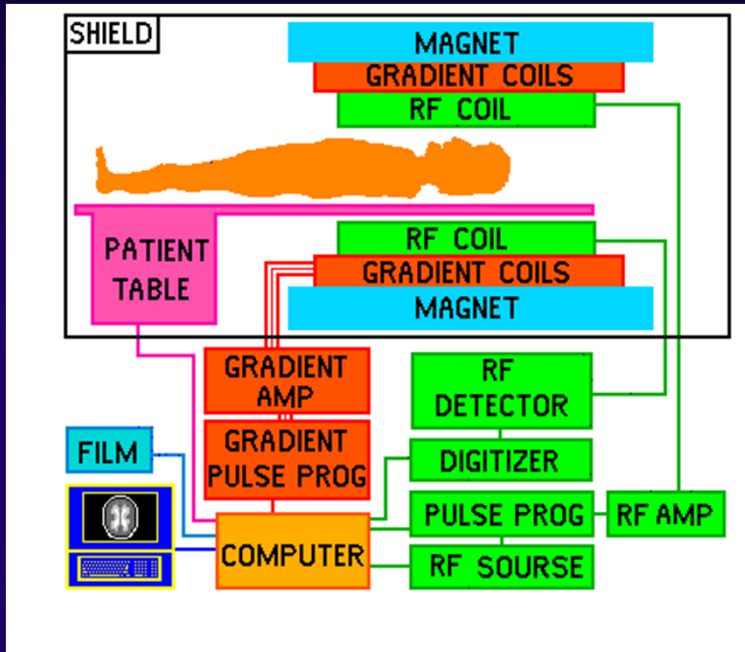 SHIELD
MAGNET
GRADIENT COILS
RF COIL
PATIENT
TABLE
RF COIL
GRADIENT COILS
MAGNET
GRADIENT
AMP
RF
DETECTOR
FILM
GRADIENT
PULSE PROG
DIGITIZER
PULSE PROG
RF AMP
COMPUTER
RF SOURSE